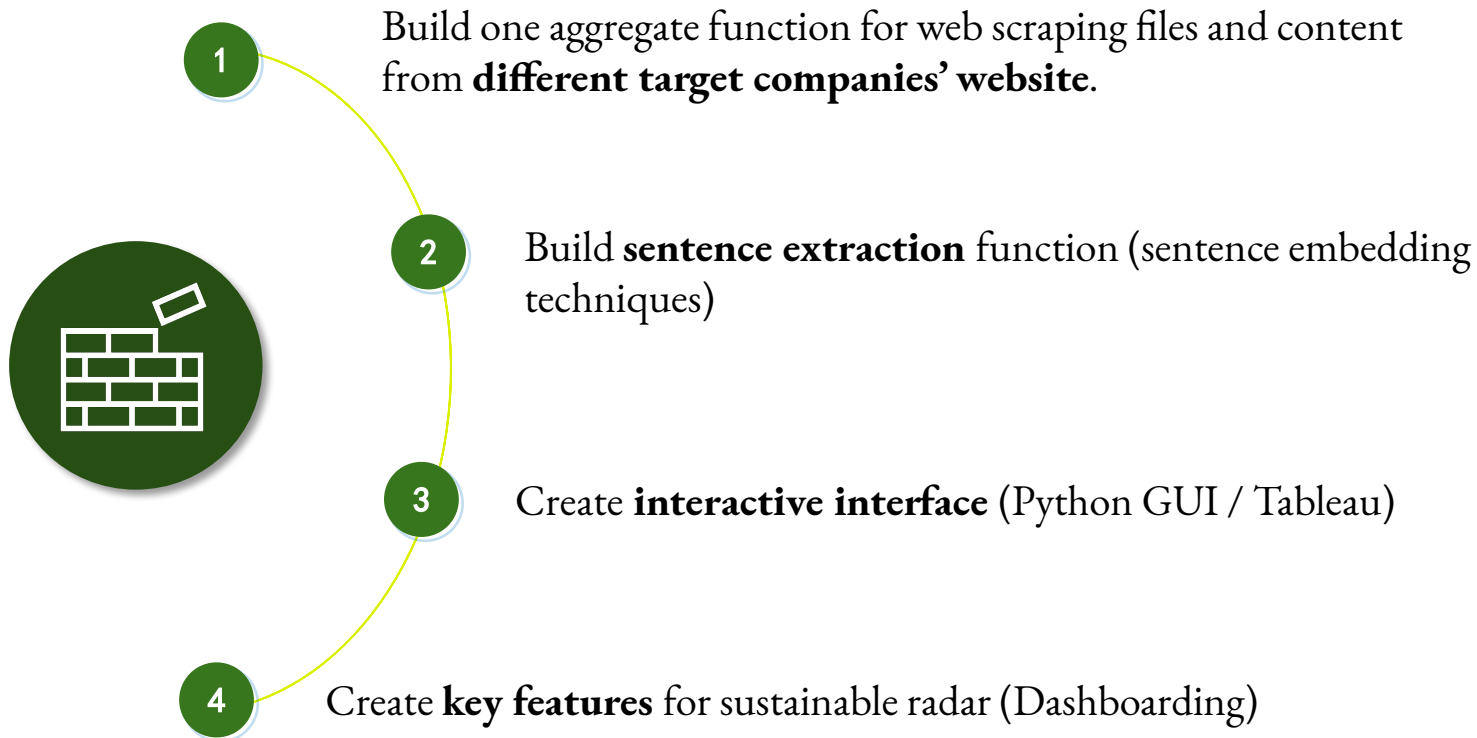 1
Build one aggregate function for web scraping files and content
from different target companies’ website.
2
Build sentence extraction function (sentence embedding
techniques)
3
Create interactive interface (Python GUI / Tableau)
4
Create key features for sustainable radar (Dashboarding)